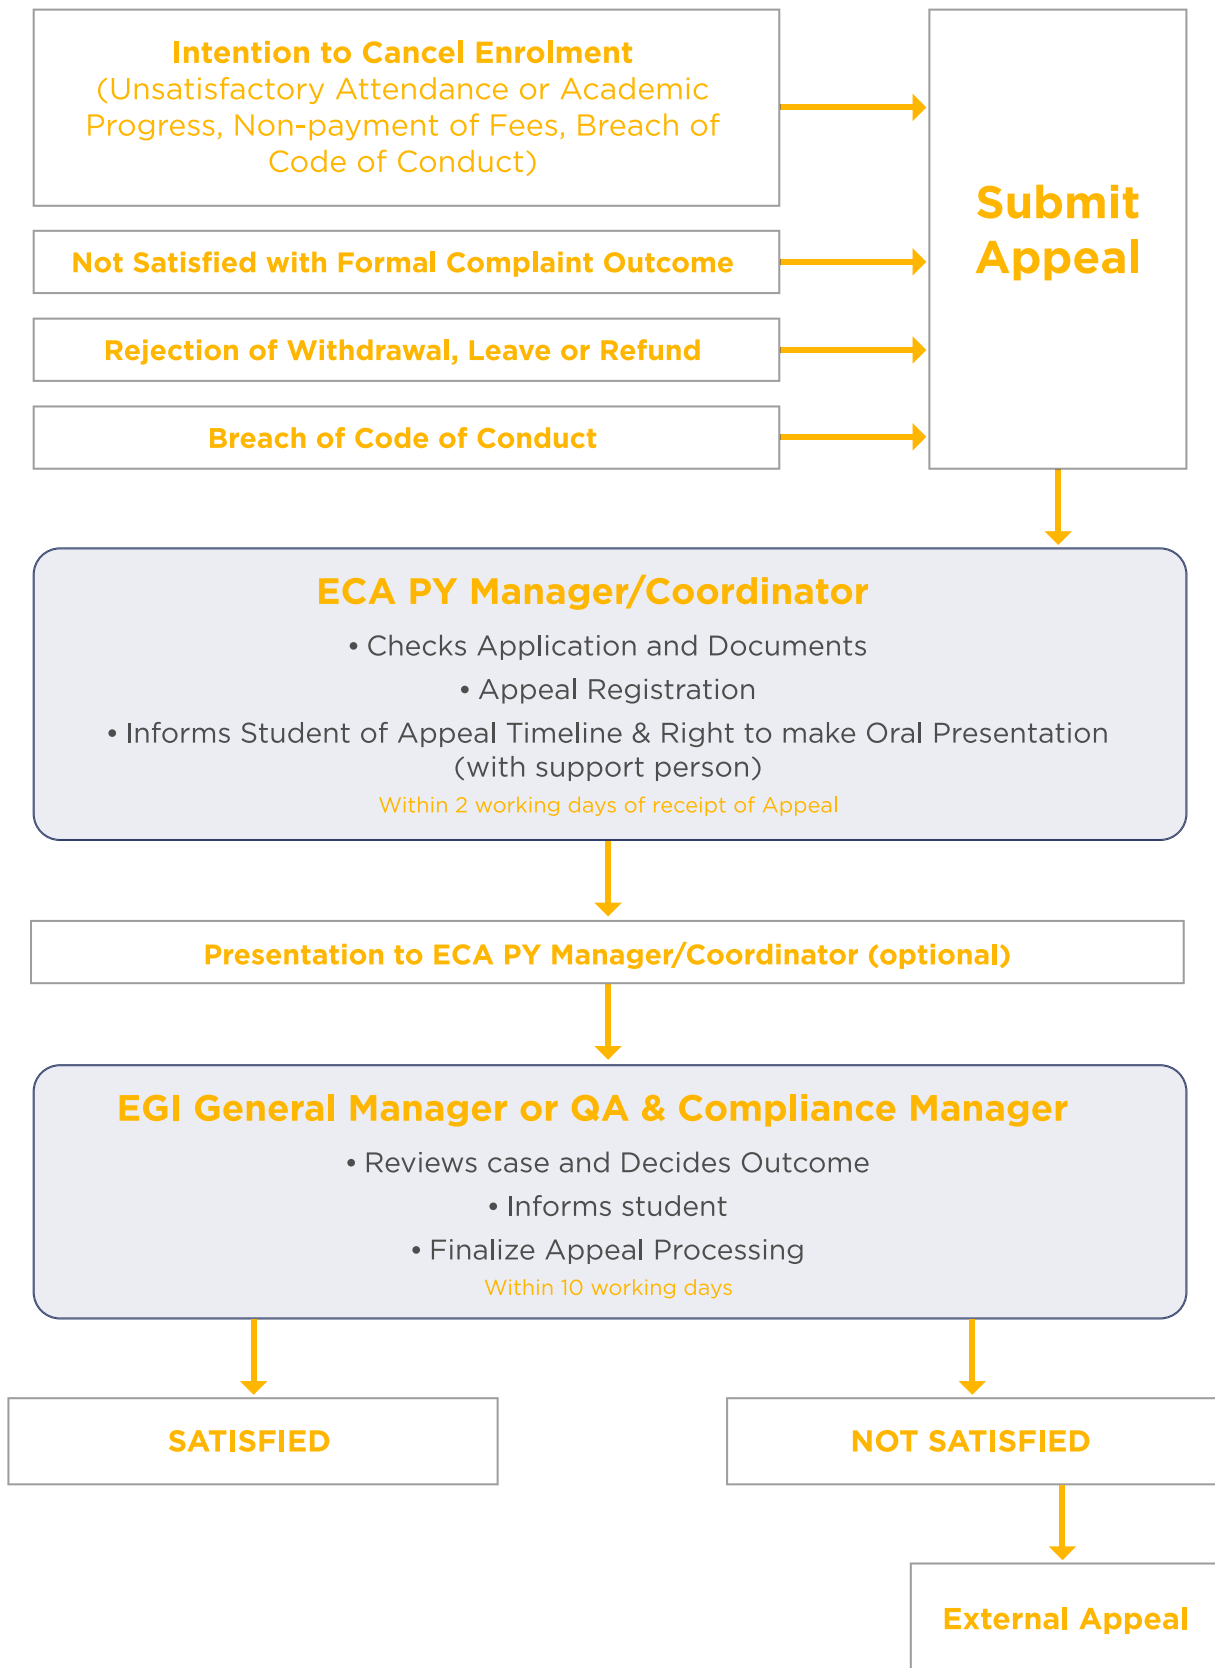 Intention to Cancel Enrolment
(Unsatisfactory Attendance or Academic
Progress, Non-payment of Fees, Breach of
Code of Conduct)
Not Satisfied with Formal Complaint Outcome
Rejection of Withdrawal, Leave or Refund
Breach of Code of Conduct
Submit
Appeal
ECA PY Manager/Coordinator
• Checks Application and Documents
• Appeal Registration
• Informs Student of Appeal Timeline & Right to make Oral Presentation
(with support person)
Within 2 working days of receipt of Appeal
Presentation to ECA PY Manager/Coordinator (optional)
EGI General Manager or QA & Compliance Manager
• Reviews case and Decides Outcome
• Informs student
• Finalize Appeal Processing
Within 10 working days
SATISFIED
NOT SATISFIED
External Appeal